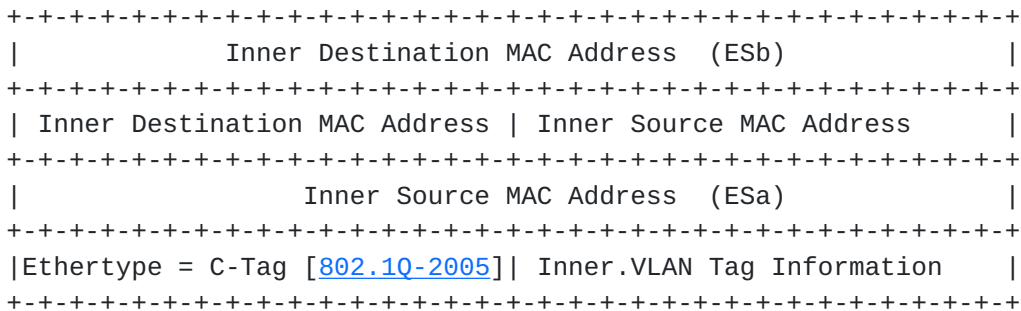 +-+-+-+-+-+-+-+-+-+-+-+-+-+-+-+-+-+-+-+-+-+-+-+-+-+-+-+-+-+-+-+-+
|             Inner Destination MAC Address  (ESb)              |
+-+-+-+-+-+-+-+-+-+-+-+-+-+-+-+-+-+-+-+-+-+-+-+-+-+-+-+-+-+-+-+-+
| Inner Destination MAC Address | Inner Source MAC Address      |
+-+-+-+-+-+-+-+-+-+-+-+-+-+-+-+-+-+-+-+-+-+-+-+-+-+-+-+-+-+-+-+-+
|                  Inner Source MAC Address  (ESa)              |
+-+-+-+-+-+-+-+-+-+-+-+-+-+-+-+-+-+-+-+-+-+-+-+-+-+-+-+-+-+-+-+-+
|Ethertype = C-Tag [802.1Q-2005]| Inner.VLAN Tag Information    |
+-+-+-+-+-+-+-+-+-+-+-+-+-+-+-+-+-+-+-+-+-+-+-+-+-+-+-+-+-+-+-+-+